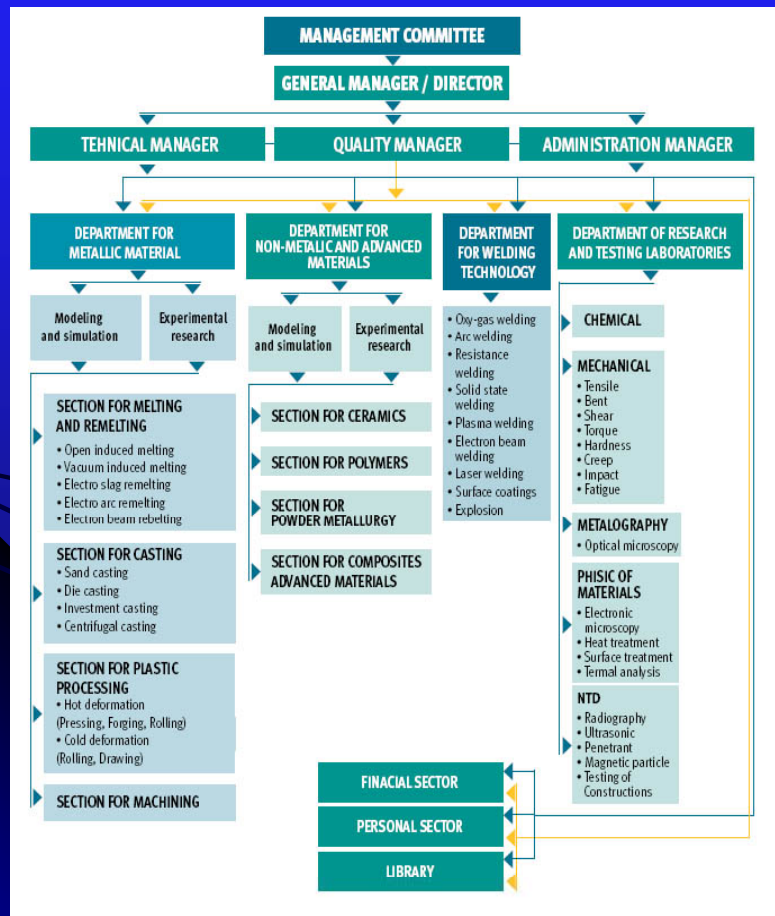 MANAGEMENT COMMITTEE
GENERAL MANAGER / DIRECTOR
TEHNICAL MANAGER
QUALITY MANAGER
ADMINISTRATION MANAGER
DEPARTMENT FOR
METALLIC MATERIAL
Modeling
and simulation
Experimental
research
SECTION FOR MELTING
AND REMELTING
• Open induced melting
• Vacuum induced melting
• Electro slag remelting
• Electro arc remelting
• Electron beam rebelting
SECTION FOR CASTING
• Sand casting
• Die casting
• Investment casting
• Centrifugal casting
SECTION FOR PLASTIC
PROCESSING
• Hot deformation
(Pressing, Forging, Rolling)
• Cold deformation
(Rolling, Drawing)
SECTION FOR MACHINING
DEPARTMENT FOR
NON-METALIC AND ADVANCED
MATERIALS
Modeling
and simulation
Experimental
research
SECTION FOR CERAMICS
SECTION FOR POLYMERS
SECTION FOR
POWDER METALLURGY
SECTION FOR COMPOSITES
ADVANCED MATERIALS
DEPARTMENT
FOR WELDING
TECHNOLOGY
• Oxy-gas welding
• Arc welding
• Resistance
welding
• Solid state
welding
• Plasma welding
• Electron beam
welding
• Laser welding
• Surface coatings
• Explosion
DEPARTMENT OF RESEARCH
AND TESTING LABORATORIES
CHEMICAL
MECHANICAL
• Tensile
• Bent
• Shear
• Torque
• Hardness
• Creep
• Impact
• Fatigue
METALOGRAPHY
• Optical microscopy
PHISIC OF
MATERIALS
• Electronic
microscopy
• Heat treatment
• Surface treatment
• Termal analysis
NTD
• Radiography
• Ultrasonic
• Penetrant
• Magnetic particle
• Testing of
Constructions
FINACIAL SECTOR
PERSONAL SECTOR
LIBRARY